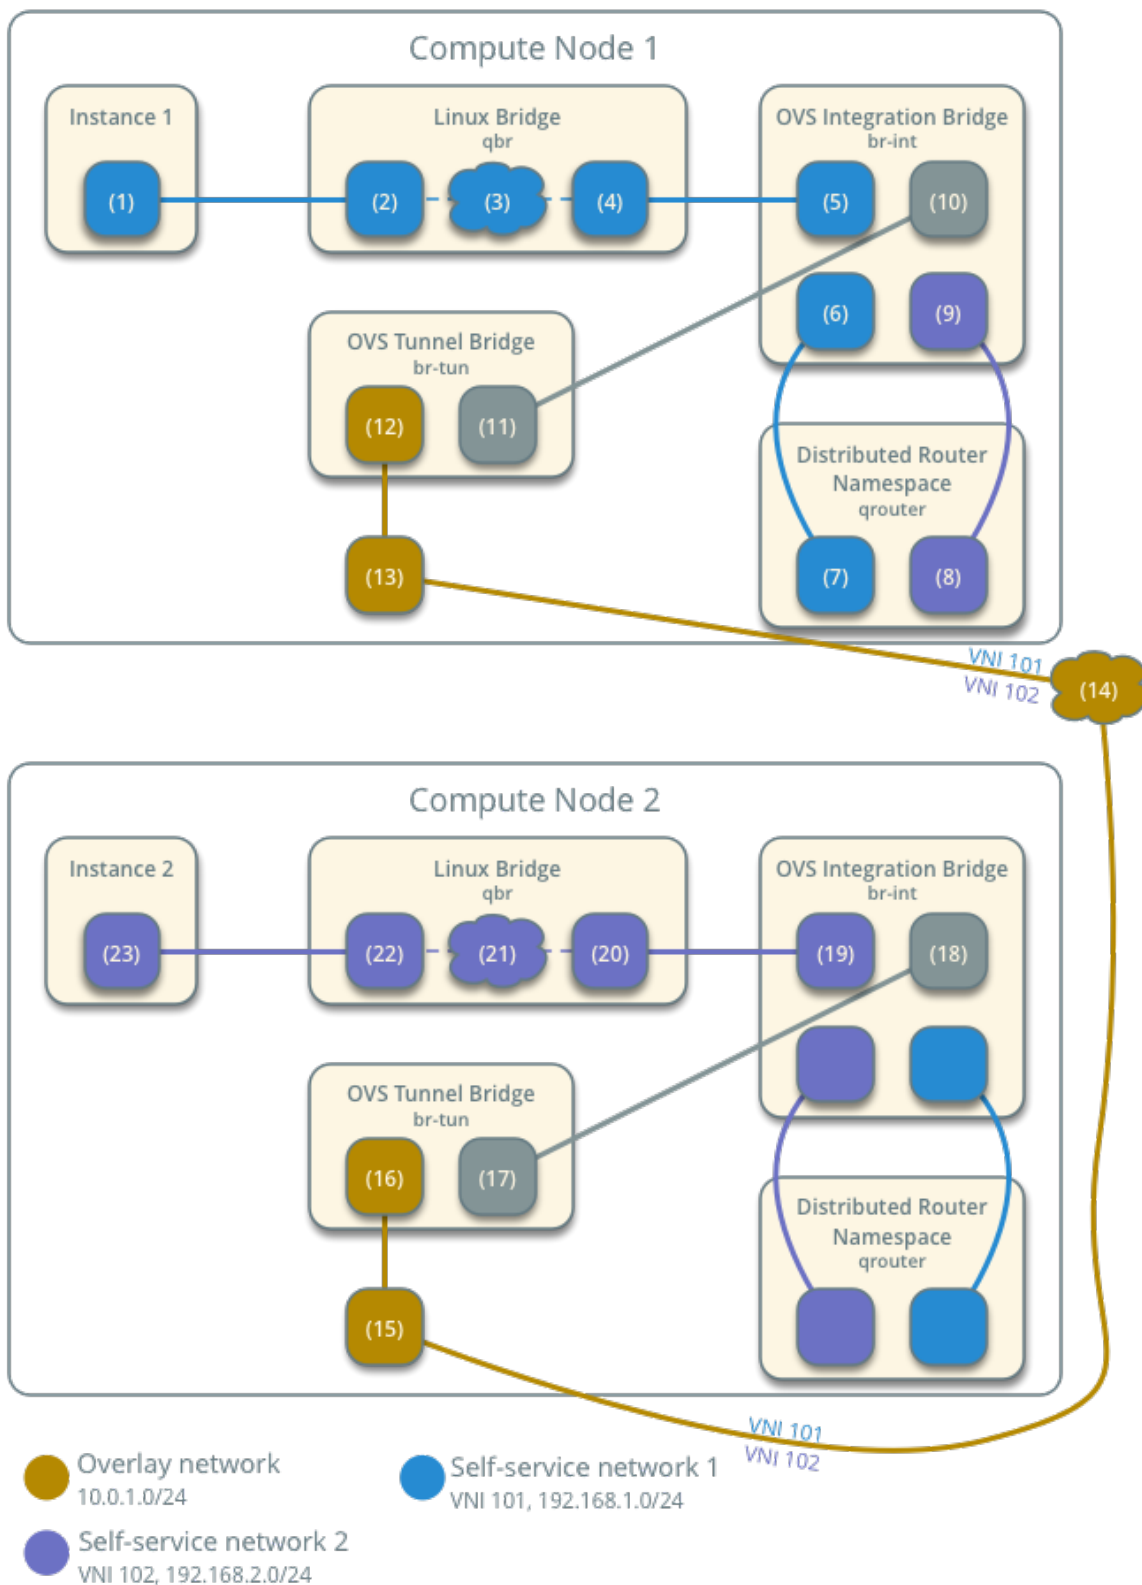 Compute Node 1
Instance 1
Linux Bridge
qbr
OVS Integration Bridge
br-int
(1)
(2)
(3)
(4)
(5)
(10)
(6)
(9)
OVS Tunnel Bridge
br-tun
(12)
(11)
Distributed Router
Namespace
qrouter
(13)
(7)
(8)
VNI 101
VNI 102
(14)
Compute Node 2
Instance 2
Linux Bridge
qbr
OVS Integration Bridge
br-int
(23)
(22)
(21)
(20)
(19)
(18)
OVS Tunnel Bridge
br-tun
(16)
(17)
Distributed Router
Namespace
qrouter
(15)
VNI 101
VNI 102
Overlay network
10.0.1.0/24
Self-service network 1
VNI 101, 192.168.1.0/24
Self-service network 2
VNI 102, 192.168.2.0/24